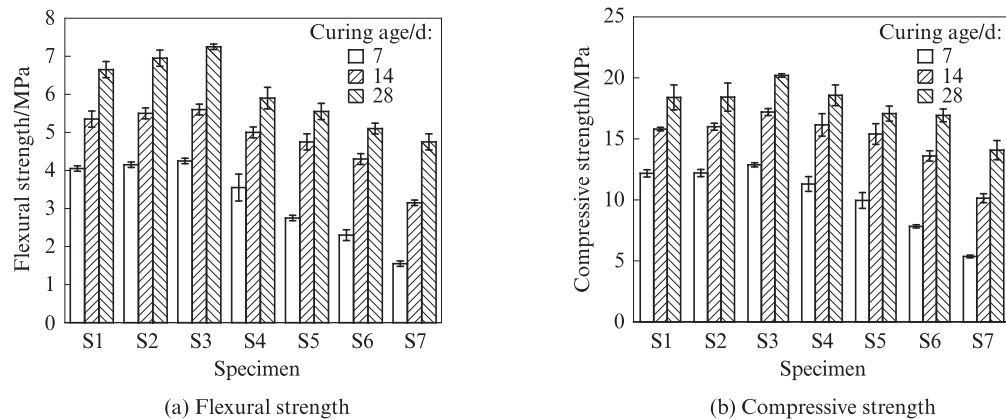 Curing age/d:
7
14
28
Flexural strength/MPa
8
7
6
5
4
3
2
1
0
S1 S2 S3 S4 S5 S6 S7
Specimen
(a) Flexural strength
Curing age/d:
7
14
28
Compressive strength/MPa
25
20
15
10
5
0
S1 S2 S3 S4 S5 S6 S7
Specimen
(b) Compressive strength